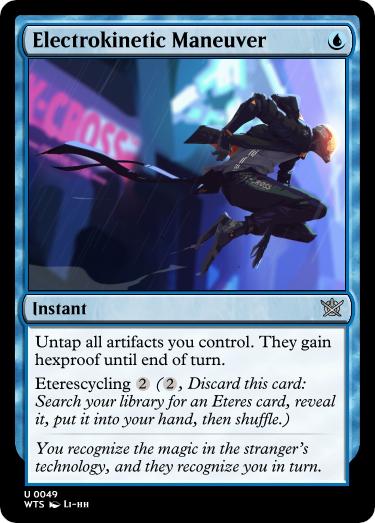 Electrokinetic Maneuver
X-CROSS
Instant
Untap all artifacts you control. They gain
hexproof until end of turn.
Eterescycling 2 (2, Discard this card:
Search your library for an Eteres card, reveal
it, put it into your hand, then shuffle.)
You recognize the magic in the stranger's
technology, and they recognize you in turn.
U 0049
WTS Li-hh